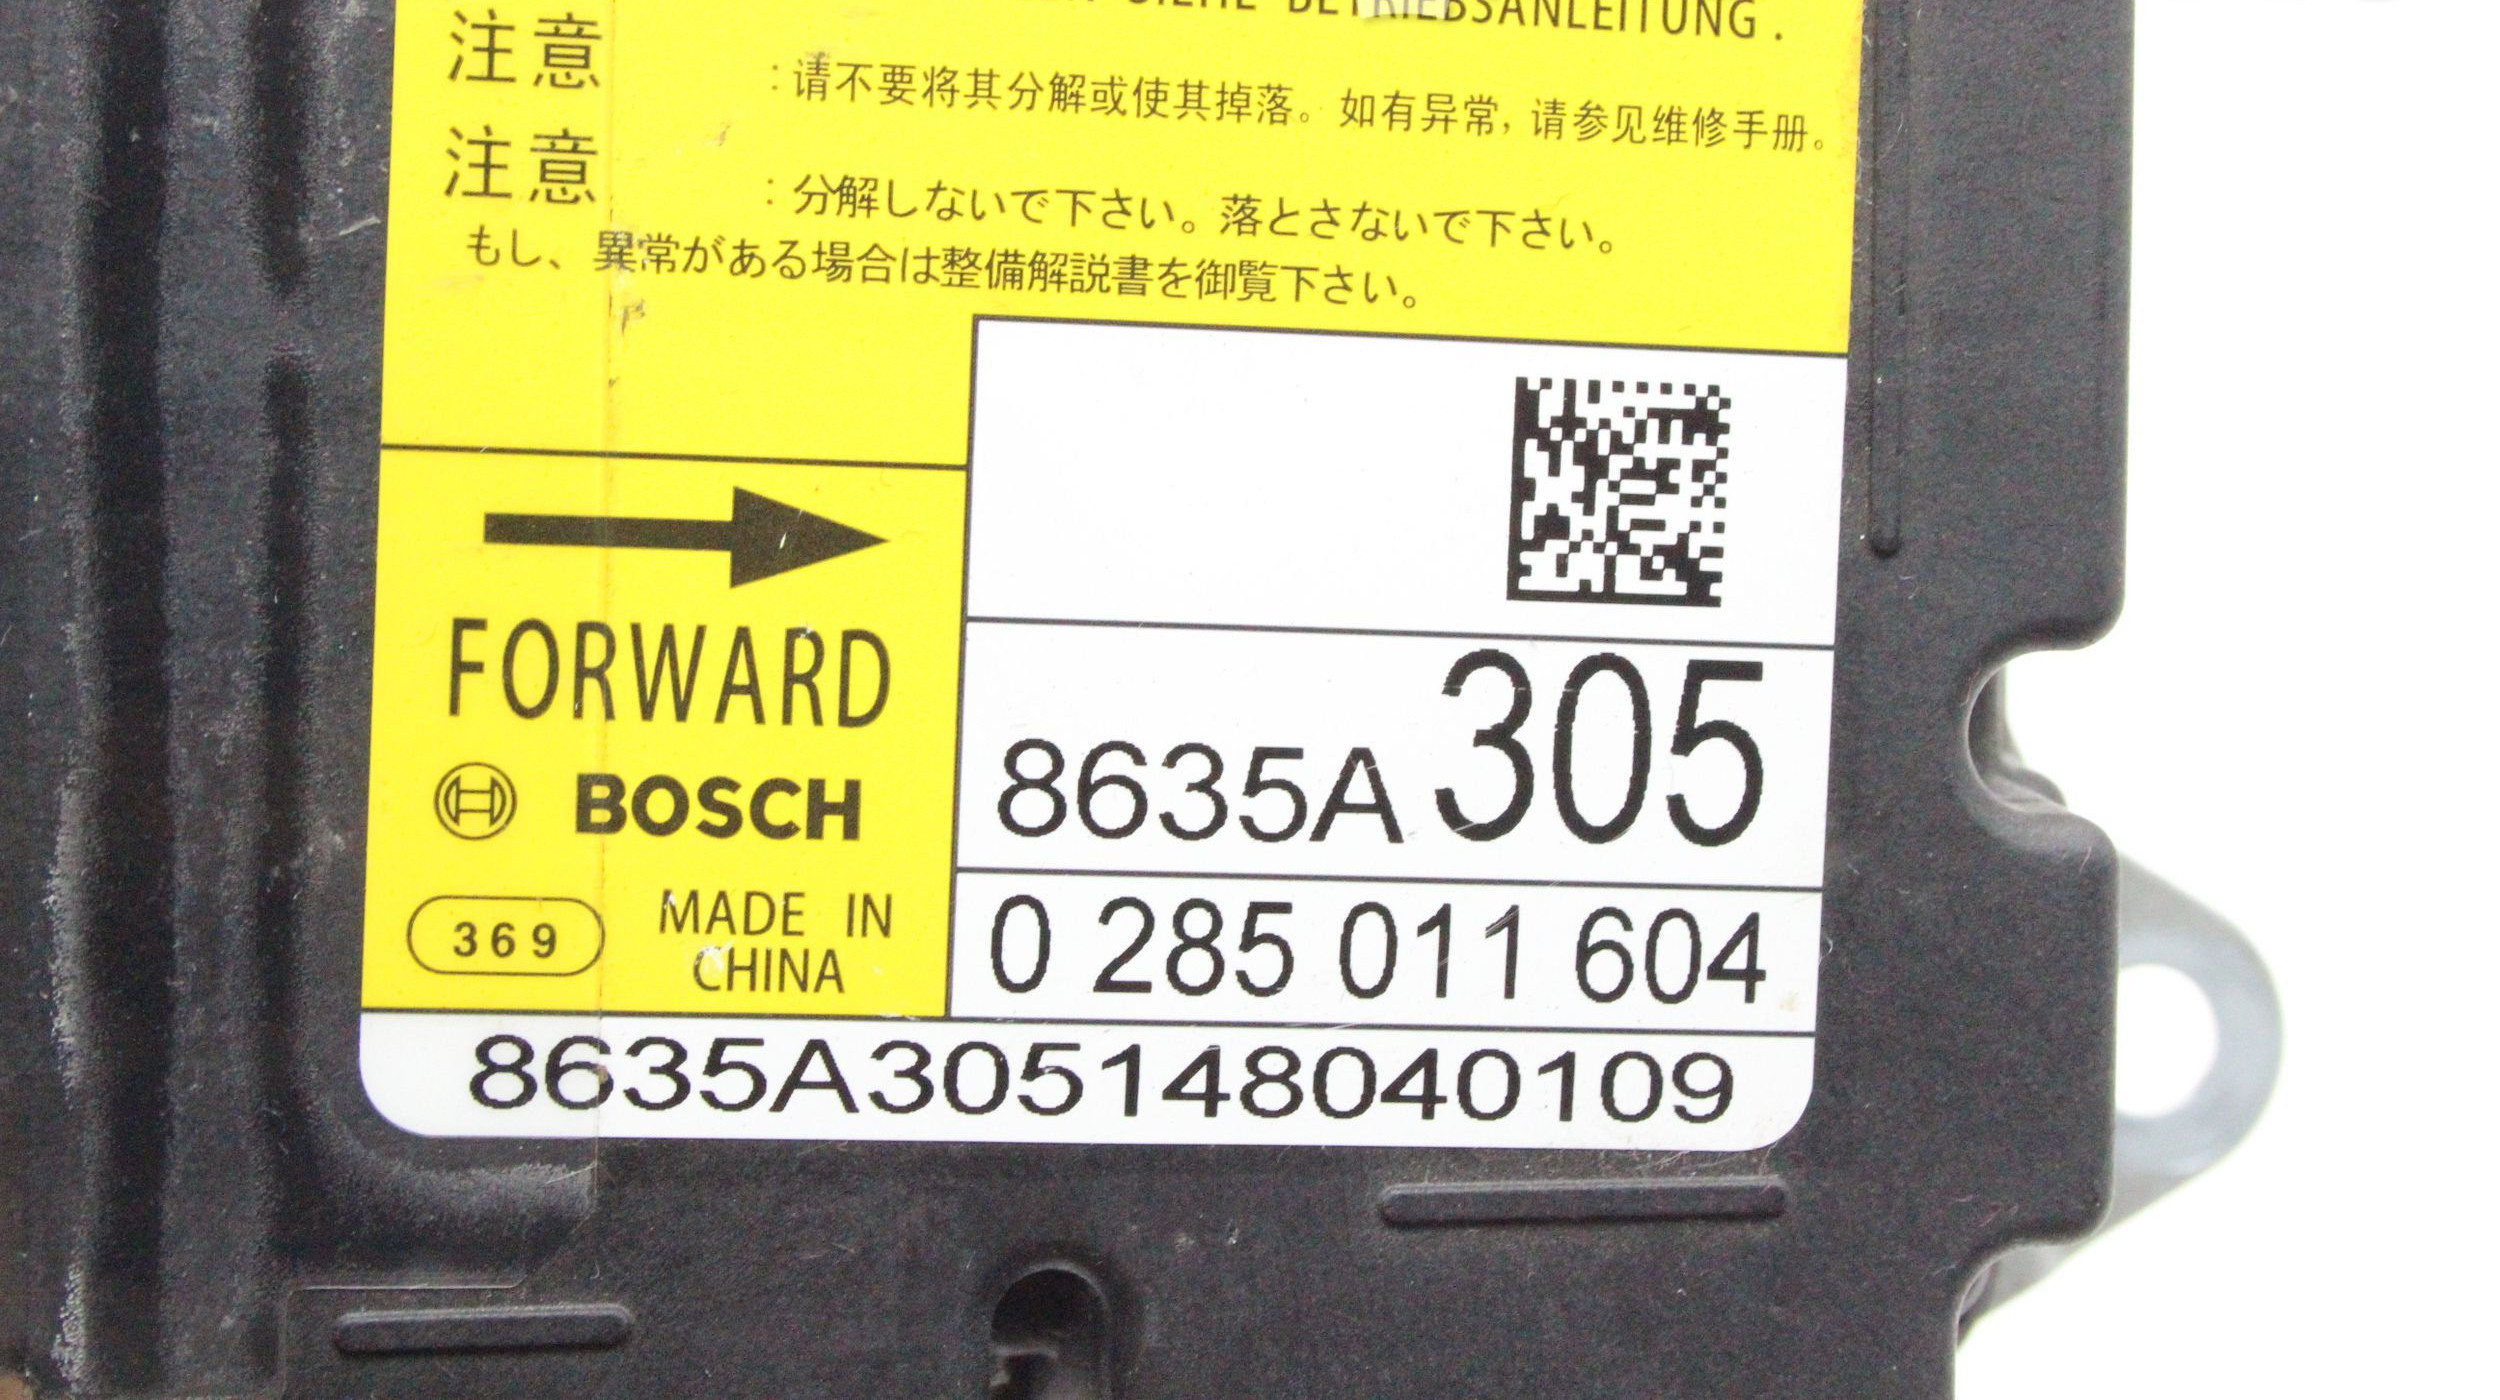 BETRIEBSANLEITUNG.
注意 : 请不要将其分解或使其掉落。如有异常, 请参见维修手册。
注意 : 分解しないで下さい。落とさないで下さい。
もし、異常がある場合は整備解説書を御覧下さい。
FORWARD
BOSCH
369 MADE IN
CHINA
8635A305
0 285 011 604
8635A305148040109